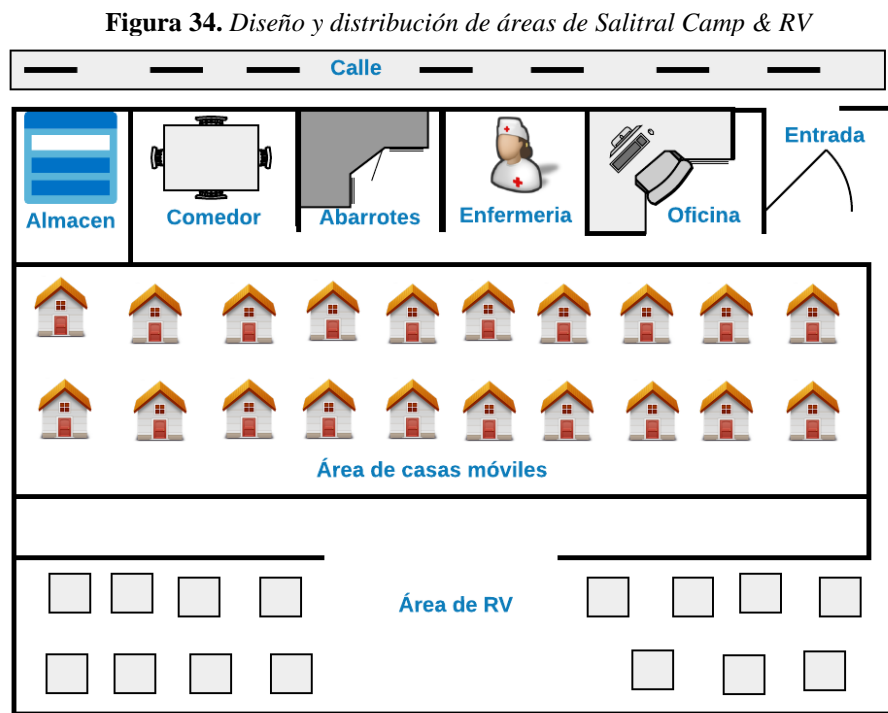 Figura 34. Diseño y distribución de áreas de Salitral Camp & RV
Calle
Entrada
Almacen
Comedor
Abarrotes
Enfermeria
Oficina
Área de casas móviles
Área de RV